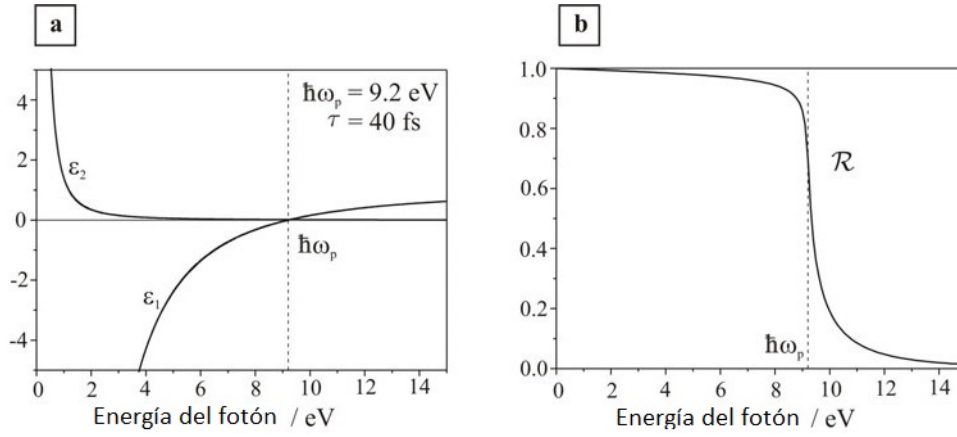 a
ħωp = 9.2 eV
τ = 40 fs
ε2
ε1
ħωp
4
2
0
-2
-4
0 2 4 6 8 10 12 14
Energía del fotón / eV
b
1.0
0.8
0.6
0.4
0.2
0.0
R
ħωp
0 2 4 6 8 10 12 14
Energía del fotón / eV